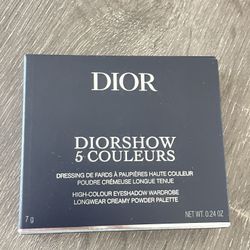 DIOR
DIORSHOW
5 COULEURS
DRESSING DE FARDS À PAUPIÈRES HAUTE COULEUR
POUDRE CRÉMEUSE LONGUE TENUE
HIGH-COLOUR EYESHADOW WARDROBE
LONGWEAR CREAMY POWDER PALETTE
7 g
NET WT. 0.24 OZ